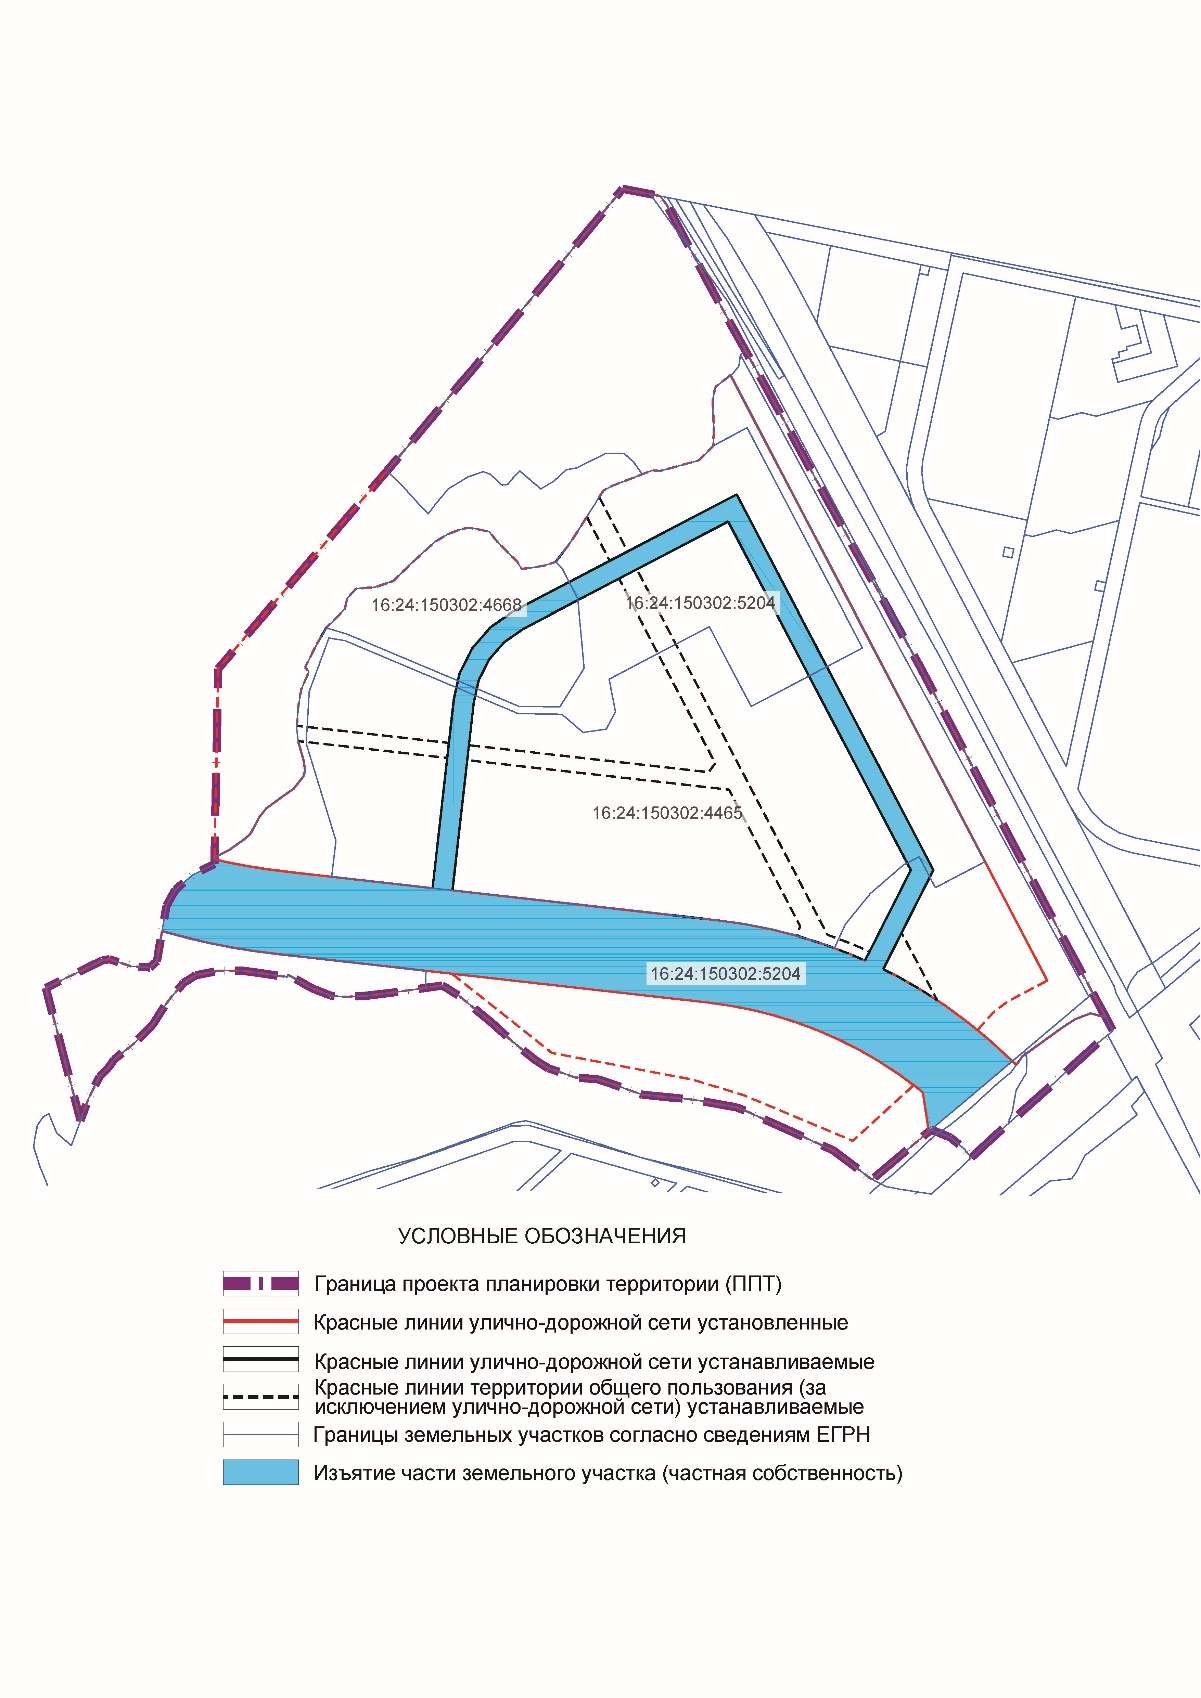 16:24:150302:4668
16:24:150302:5204
16:24:150302:4465
16:24:150302:5204
УСЛОВНЫЕ ОБОЗНАЧЕНИЯ
Граница проекта планировки территории (ППТ)
Красные линии улично-дорожной сети установленные
Красные линии улично-дорожной сети устанавливаемые
Красные линии территории общего пользования (за
исключением улично-дорожной сети) устанавливаемые
Границы земельных участков согласно сведениям ЕГРН
Изъятие части земельного участка (частная собственность)